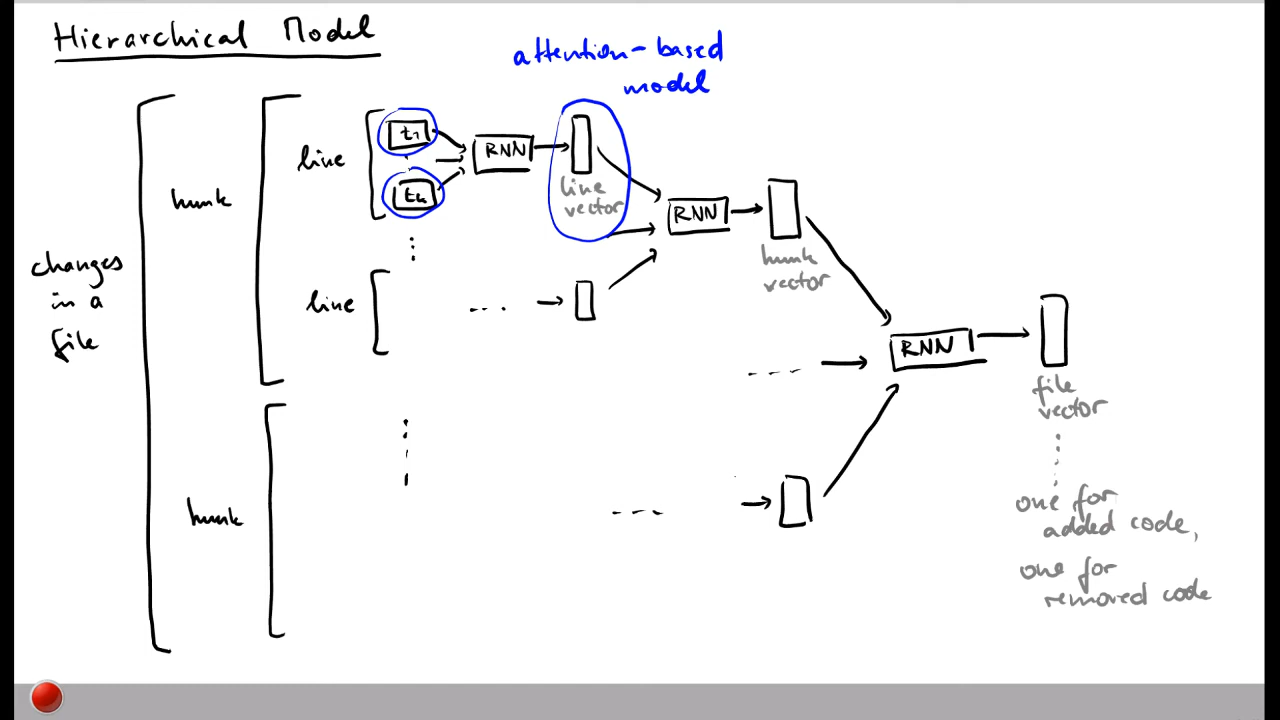 Hierarchical Model
attention-based
model
changes
in a
file
hunk
line
t1
tk
RNN
line
vector
RNN
hunk
vector
line
RNN
file
vector
hunk
one for
added code,
one for
removed code